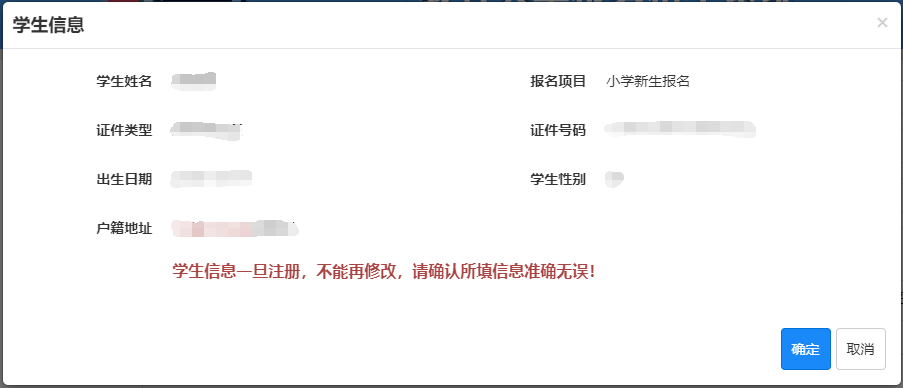 学生信息 ×
学生姓名 报名项目 小学新生报名
证件类型 证件号码
出生日期 学生性别
户籍地址
学生信息一旦注册，不能再修改，请确认所填信息准确无误！
确定 取消